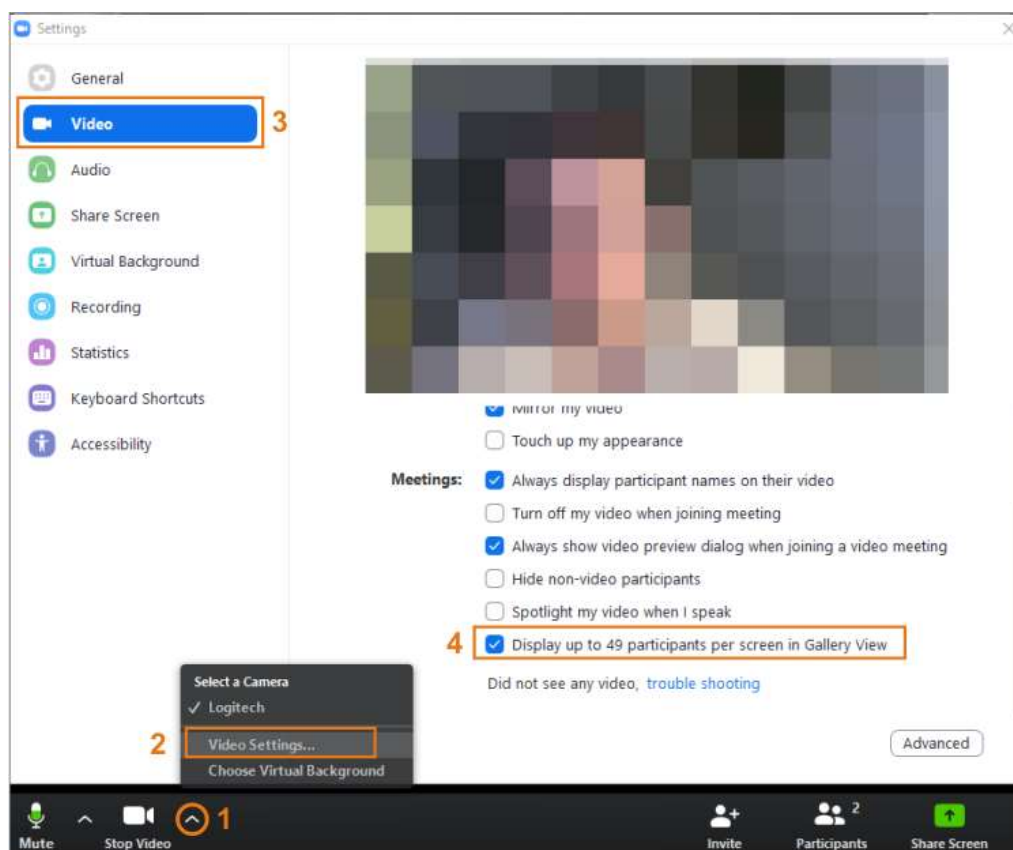 Settings
General
Video
3
Audio
Share Screen
Virtual Background
Recording
Statistics
Keyboard Shortcuts
Accessibility
Mirror my video
Touch up my appearance
Meetings:
Always display participant names on their video
Turn off my video when joining meeting
Always show video preview dialog when joining a video meeting
Hide non-video participants
Spotlight my video when I speak
4
Display up to 49 participants per screen in Gallery View
Did not see any video, trouble shooting
Advanced
Select a Camera
Logitech
2
Video Settings...
Choose Virtual Background
1
2
Mute
Stop Video
Invite
Participants
Share Screen